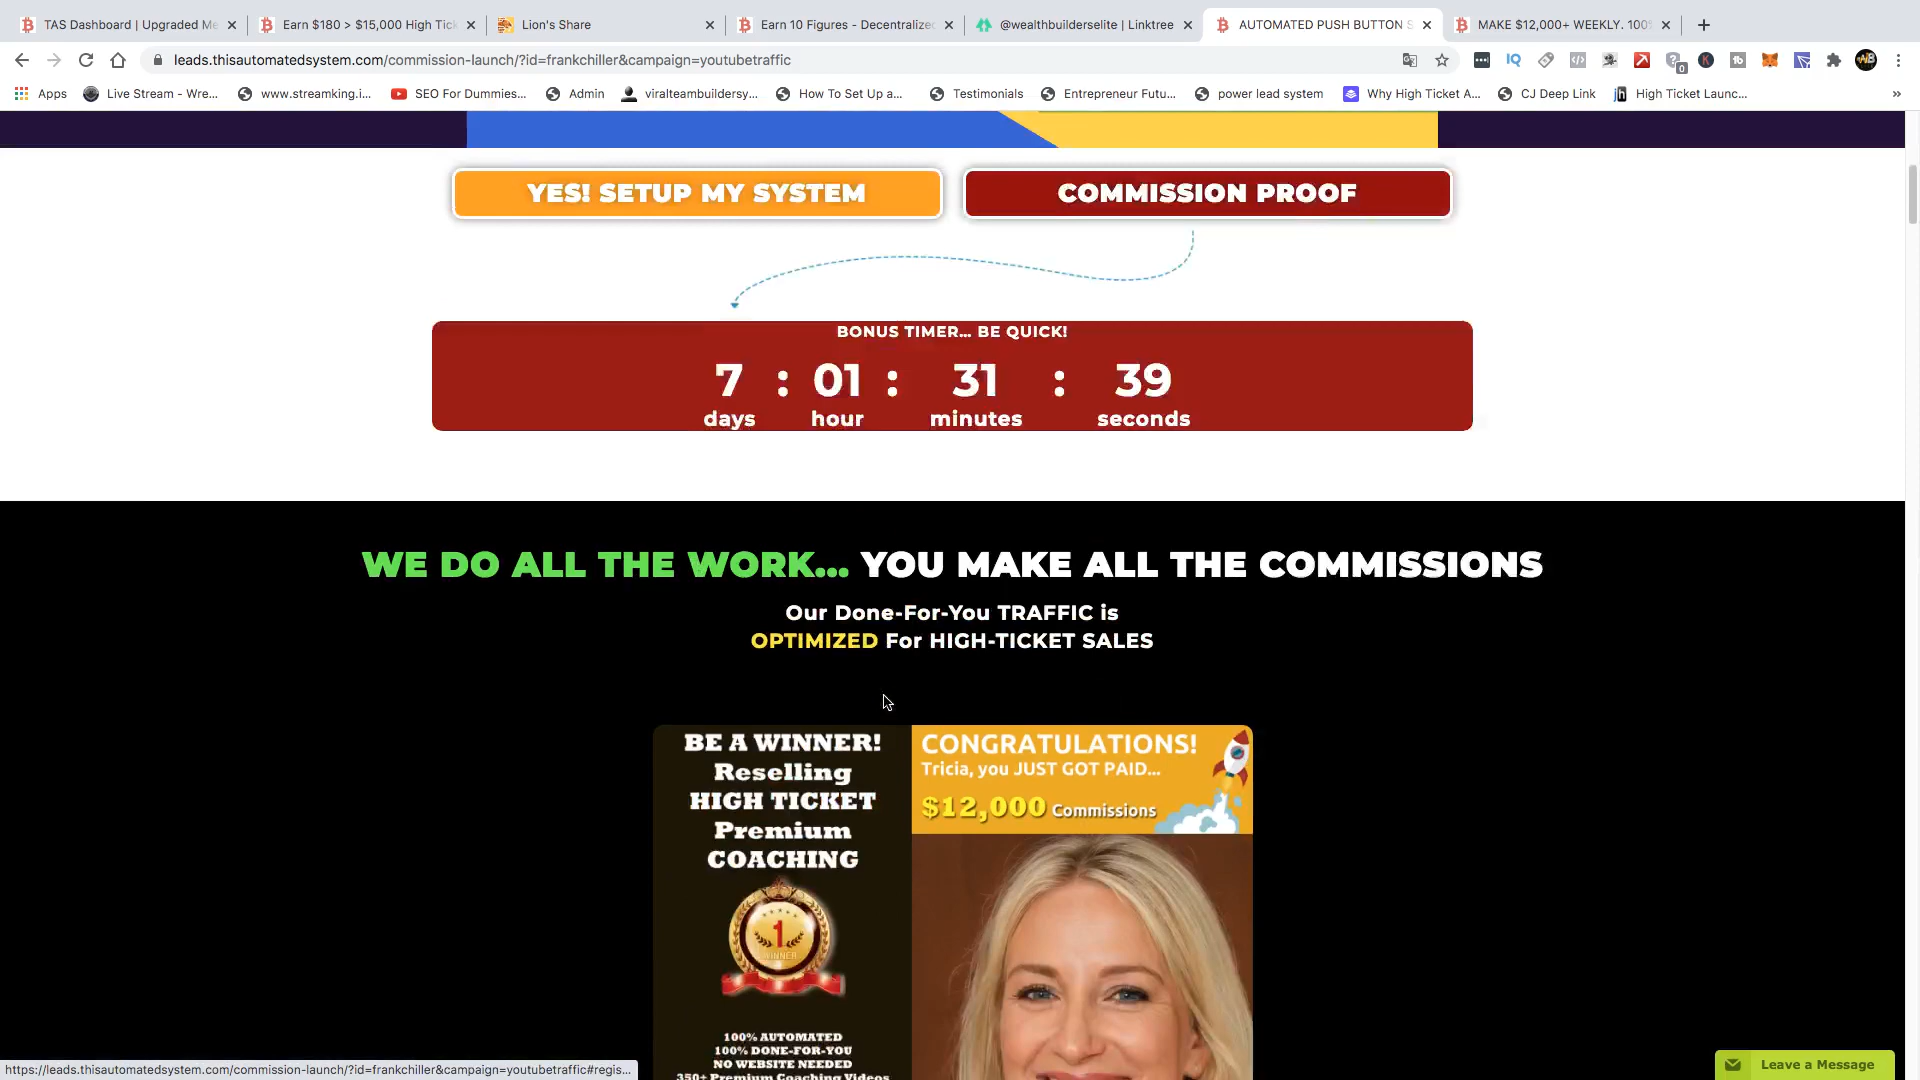 TAS Dashboard | Upgraded Me
Earn $180 > $15,000 High Tick
Lion's Share
Earn 10 Figures - Decentralized
@wealthbuilderselite | Linktree
AUTOMATED PUSH BUTTON S
MAKE $12,000+ WEEKLY. 100%
leads.thisautomatedsystem.com/commission-launch/?id=frankchiller&campaign=youtubetraffic
Apps
Live Stream - Wre...
www.streamking.i...
SEO For Dummies...
Admin
viralteambuildersy...
How To Set Up a...
Testimonials
Entrepreneur Futu...
power lead system
Why High Ticket A...
CJ Deep Link
High Ticket Launc...
YES! SETUP MY SYSTEM
COMMISSION PROOF
BONUS TIMER... BE QUICK!
7 : 01 : 31 : 39
days hour minutes seconds
WE DO ALL THE WORK... YOU MAKE ALL THE COMMISSIONS
Our Done-For-You TRAFFIC is
OPTIMIZED For HIGH-TICKET SALES
BE A WINNER!
Reselling
HIGH TICKET
Premium
COACHING
1
WINNER
100% AUTOMATED
100% DONE-FOR-YOU
NO WEBSITE NEEDED
350+ Premium Coaching Videos
CONGRATULATIONS!
Tricia, you JUST GOT PAID...
$12,000 Commissions
Leave a Message
https://leads.thisautomatedsystem.com/commission-launch/?id=frankchiller&campaign=youtubetraffic#regis...